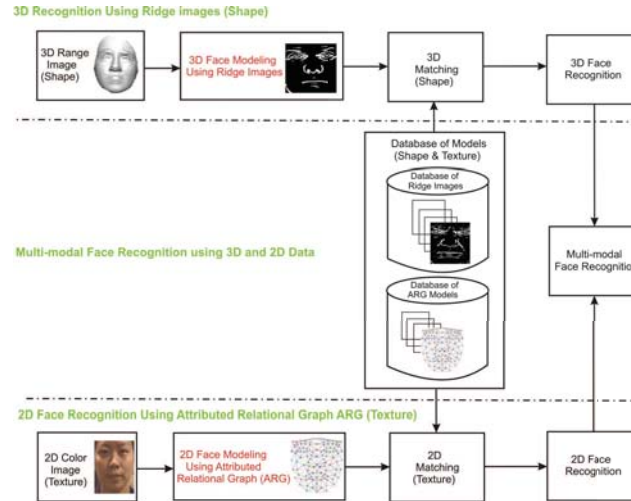 3D Recognition Using Ridge images (Shape)
3D Range
Image
(Shape)
3D Face Modeling
Using Ridge Images
3D
Matching
(Shape)
3D Face
Recognition
Database of Models
(Shape & Texture)
Database of
Ridge Images
Multi-modal Face Recognition using 3D and 2D Data
Multi-modal
Face Recognition
Database of
ARG Models
2D Face Recognition Using Attributed Relational Graph ARG (Texture)
2D Color
Image
(Texture)
2D Face Modeling
Using Attributed
Relational Graph (ARG)
2D
Matching
(Texture)
2D Face
Recognition